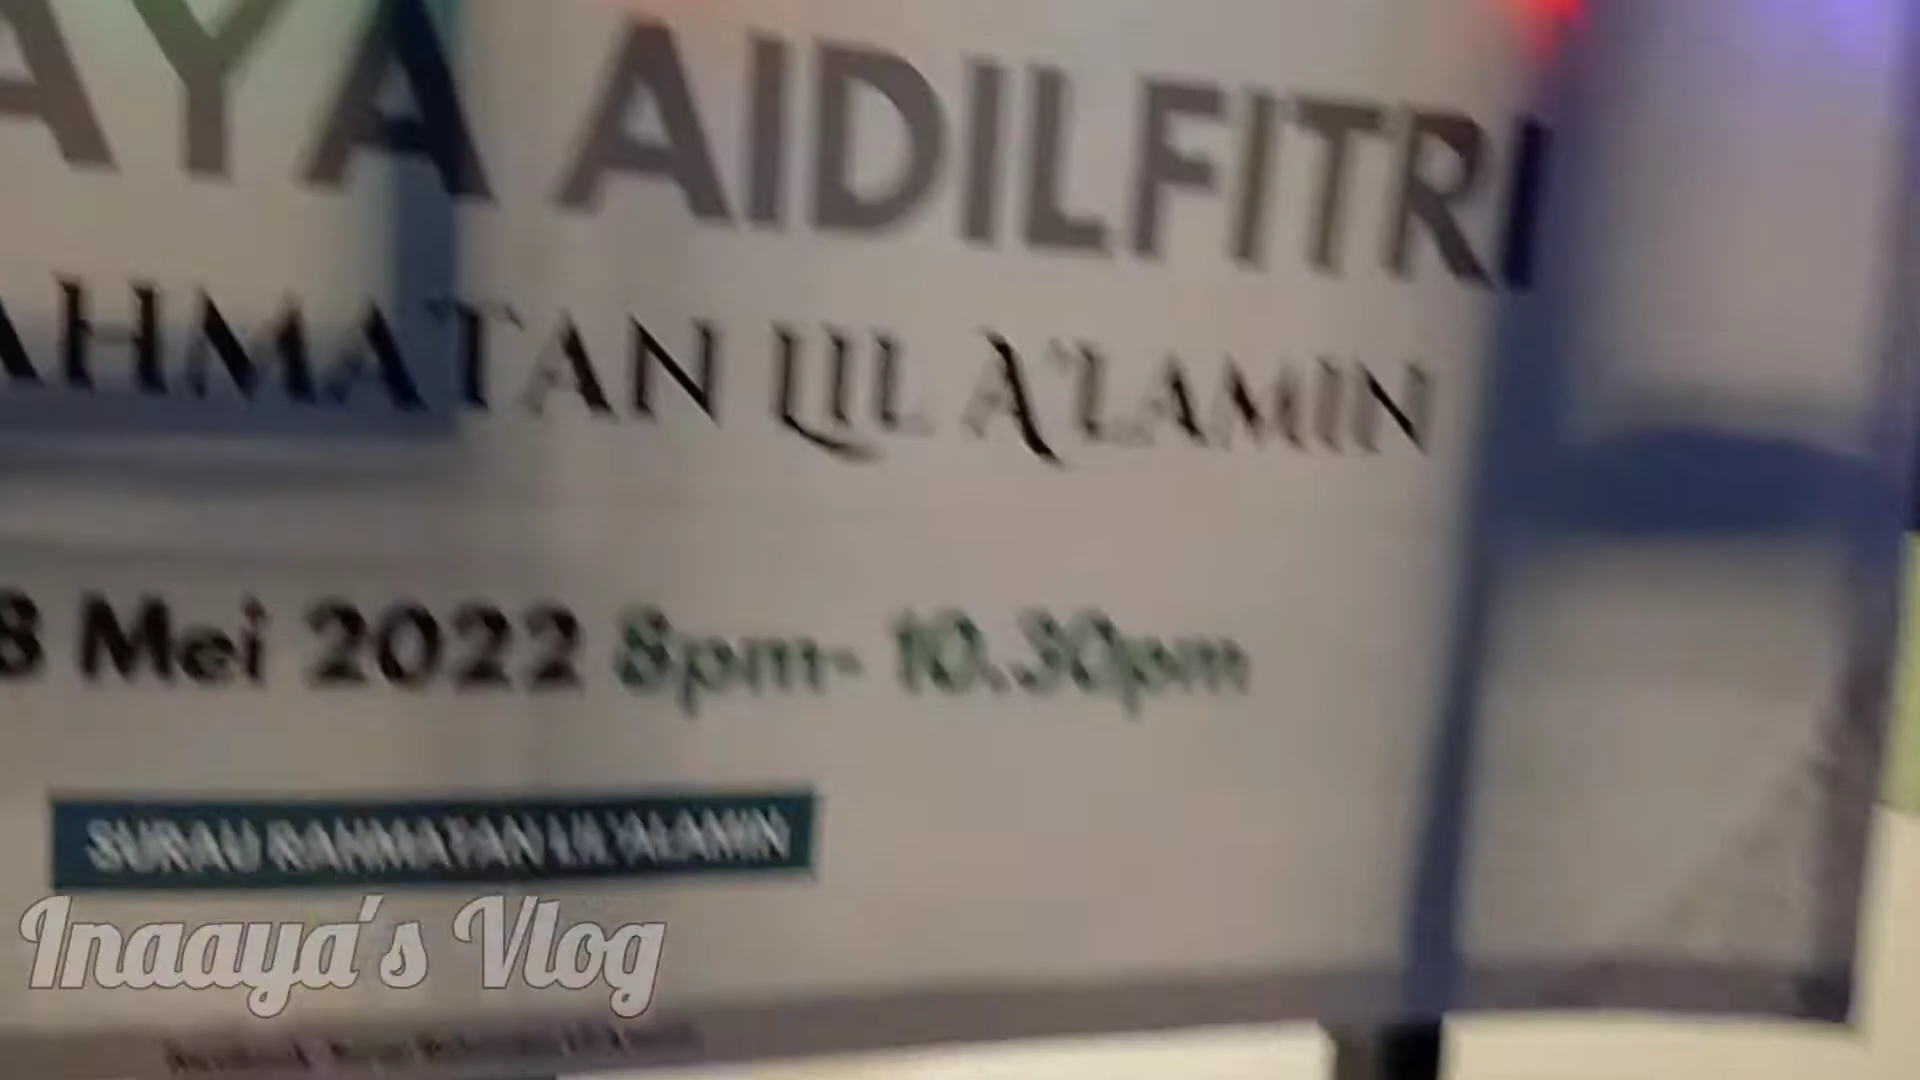 AYA AIDILFITRI
AHMATAN LIL A'LAMIN
8 Mei 2022 8pm- 10.30pm
SURAU RAHMATAN LIL 'ALAMIN
Inaaya's Vlog